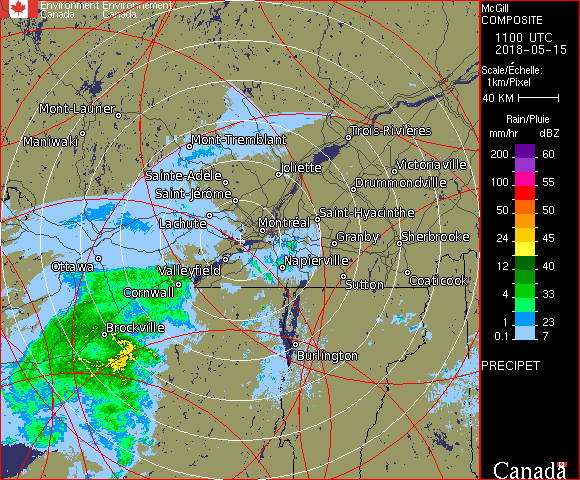 Environment Environnement
Canada Canada
McGill
COMPOSITE
1100 UTC
2018-05-15
Scale/Échelle:
1km/Pixel
40 KM
Rain/Pluie
mm/hr dBZ
200 60
100 55
50 50
24 45
12 40
4 33
1 23
0.1 7
PRECIPET
Canada
Mont-Laurier
Maniwaki
Mont-Tremblant
Trois-Rivières
Joliette
Victoriaville
Sainte-Adèle
Drummondville
Saint-Jérôme
Lachute
Saint-Hyacinthe
Montréal
Granby
Sherbrooke
Ottawa
Valleyfield
Napierville
Cornwall
Sutton
Coaticook
Brockville
Burlington